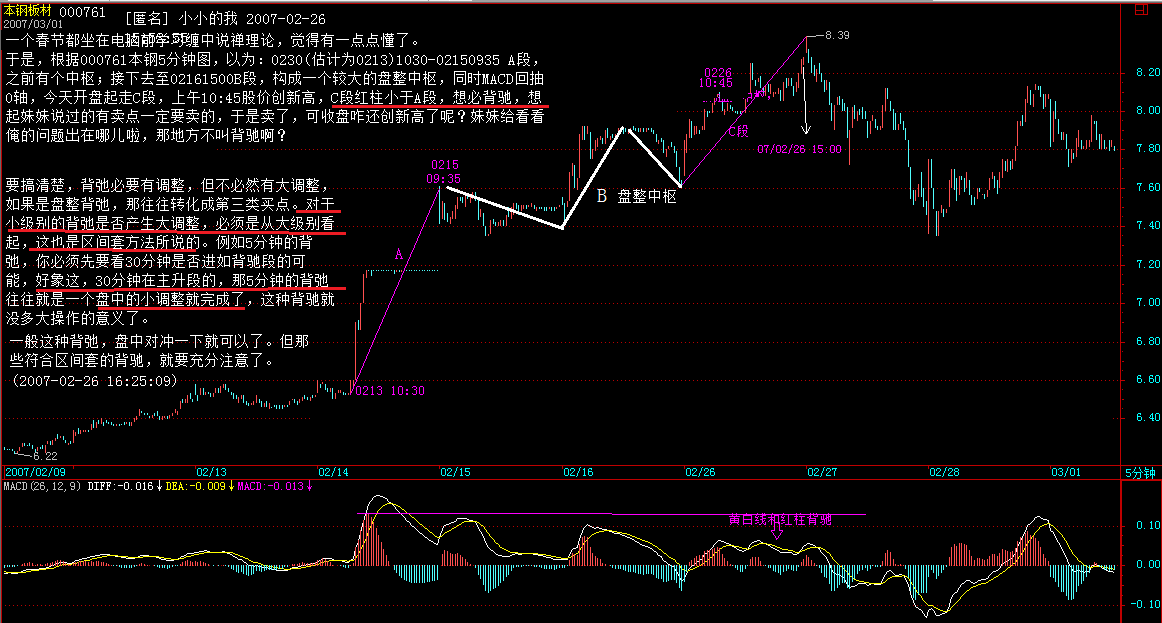 本钢板材 000761 [匿名] 小小的我 2007-02-26
2007/03/01
一个春节都坐在电脑前学习缠中说禅理论，觉得有一点点懂了。
于是，根据000761本钢5分钟图，以为：0230(估计为0213)1030-02150935 A段，
之前有个中枢；接下去至02161500B段，构成一个较大的盘整中枢，同时MACD回抽
0轴，今天开盘起走C段，上午10:45股价创新高，C段红柱小于A段，想必背驰，想
起妹妹说过的有卖点一定要卖的，于是卖了，可收盘咋还创新高了呢？妹妹给看看
俺的问题出在哪儿啦，那地方不叫背驰啊？
要搞清楚，背弛必要有调整，但不必然有大调整，
如果是盘整背弛，那往往转化成第三类买点。对于
小级别的背弛是否产生大调整，必须是从大级别看
起，这也是区间套方法所说的。例如5分钟的背
弛，你必须先要看30分钟是否进如背驰段的可
能，好象这，30分钟在主升段的，那5分钟的背弛
往往就是一个盘中的小调整就完成了，这种背驰就
没多大操作的意义了。
一般这种背弛，盘中对冲一下就可以了。但那
些符合区间套的背驰，就要充分注意了。
(2007-02-26 16:25:09)
8.39
0226
10:45
C段
07/02/26 15:00
0215
09:35
B 盘整中枢
A
0213 10:30
6.22
8.20
8.00
7.80
7.60
7.40
7.20
7.00
6.80
6.60
6.40
2007/02/09 02/13 02/14 02/15 02/16 02/26 02/27 02/28 03/01 5分钟
MACD(26,12,9) DIFF:-0.016↓DEA:-0.009↓MACD:-0.013↓
黄白线和红柱背驰
0.10
0.00
-0.10